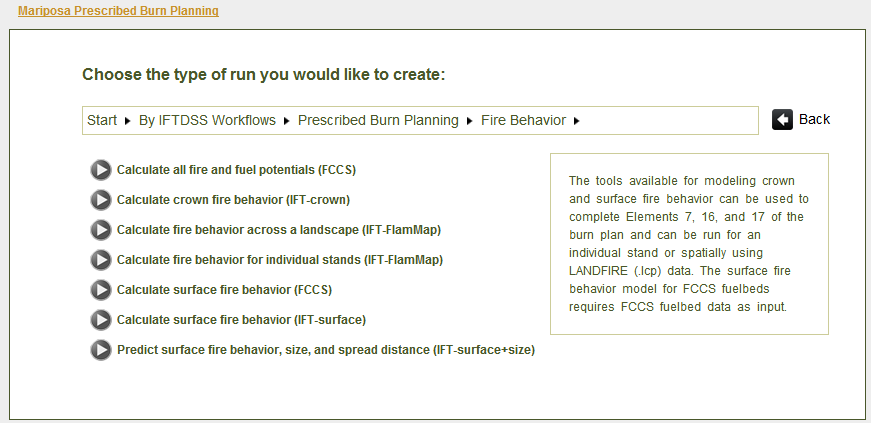 Mariposa Prescribed Burn Planning
Choose the type of run you would like to create:
Start By IFTDSS Workflows Prescribed Burn Planning Fire Behavior
Back
Calculate all fire and fuel potentials (FCCS)
Calculate crown fire behavior (IFT-crown)
Calculate fire behavior across a landscape (IFT-FlamMap)
Calculate fire behavior for individual stands (IFT-FlamMap)
Calculate surface fire behavior (FCCS)
Calculate surface fire behavior (IFT-surface)
Predict surface fire behavior, size, and spread distance (IFT-surface+size)
The tools available for modeling crown
and surface fire behavior can be used to
complete Elements 7, 16, and 17 of the
burn plan and can be run for an
individual stand or spatially using
LANDFIRE (.lcp) data. The surface fire
behavior model for FCCS fuelbeds
requires FCCS fuelbed data as input.